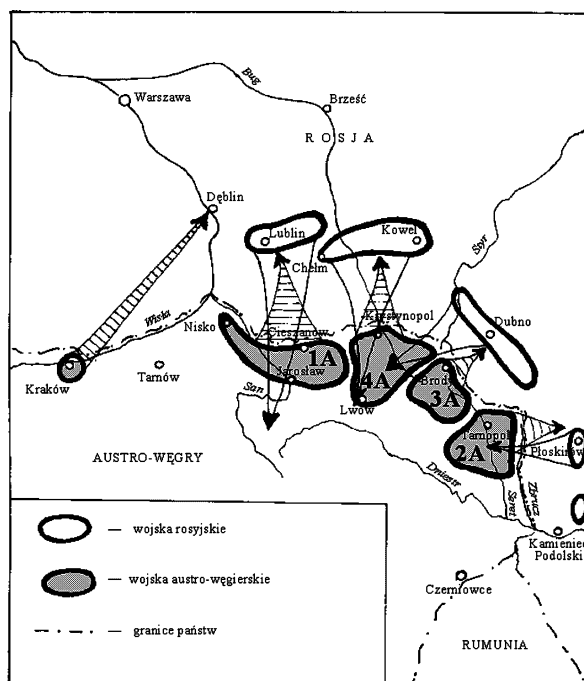 Bug
Warszawa
Brześć
ROSJA
Dęblin
Lublin
Kowel
Chełm
Styr
Krystynopol
Dubno
Wisła
Nisko
Cieszanów
1A
Kraków
Tarnów
Jarosław
4A
Brody
3A
San
Lwów
Tarnopol
Płoskirów
2A
AUSTRO-WĘGRY
Dniestr
Seret
Zbrucz
Kamieniec
Podolski
Czerniowce
RUMUNIA
— wojska rosyjskie
— wojska austro-węgierskie
— granice państw